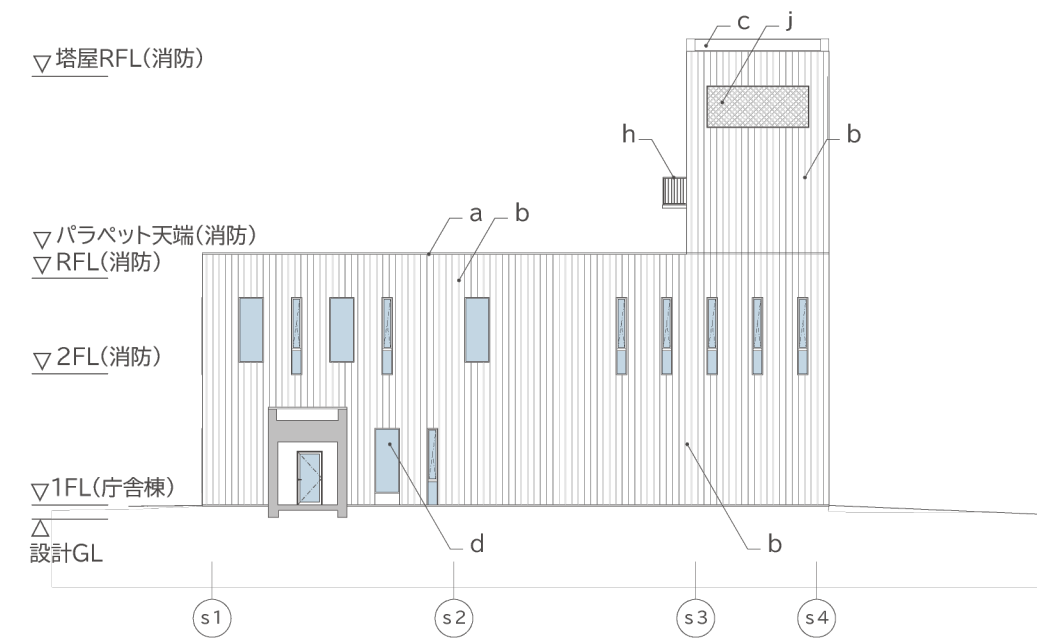 c j
▽塔屋RFL(消防)
h b
a b
▽パラペット天端(消防)
▽RFL(消防)
▽2FL(消防)
▽1FL(庁舎棟)
△
設計GL
d b
s1 s2 s3 s4